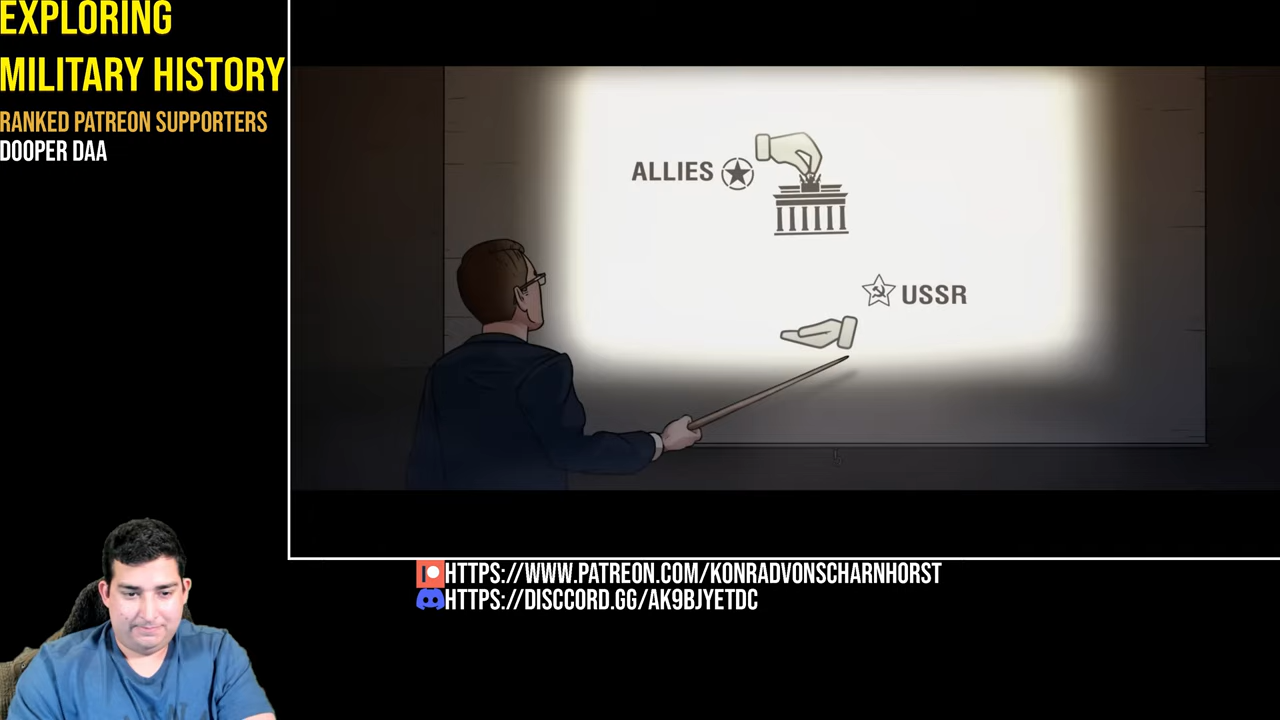 EXPLORING
MILITARY HISTORY
RANKED PATREON SUPPORTERS
DOOPER DAA
ALLIES
USSR
HTTPS://WWW.PATREON.COM/KONRADVONSCHARNHORST
HTTPS://DISCCORD.GG/AK9BJYETDC